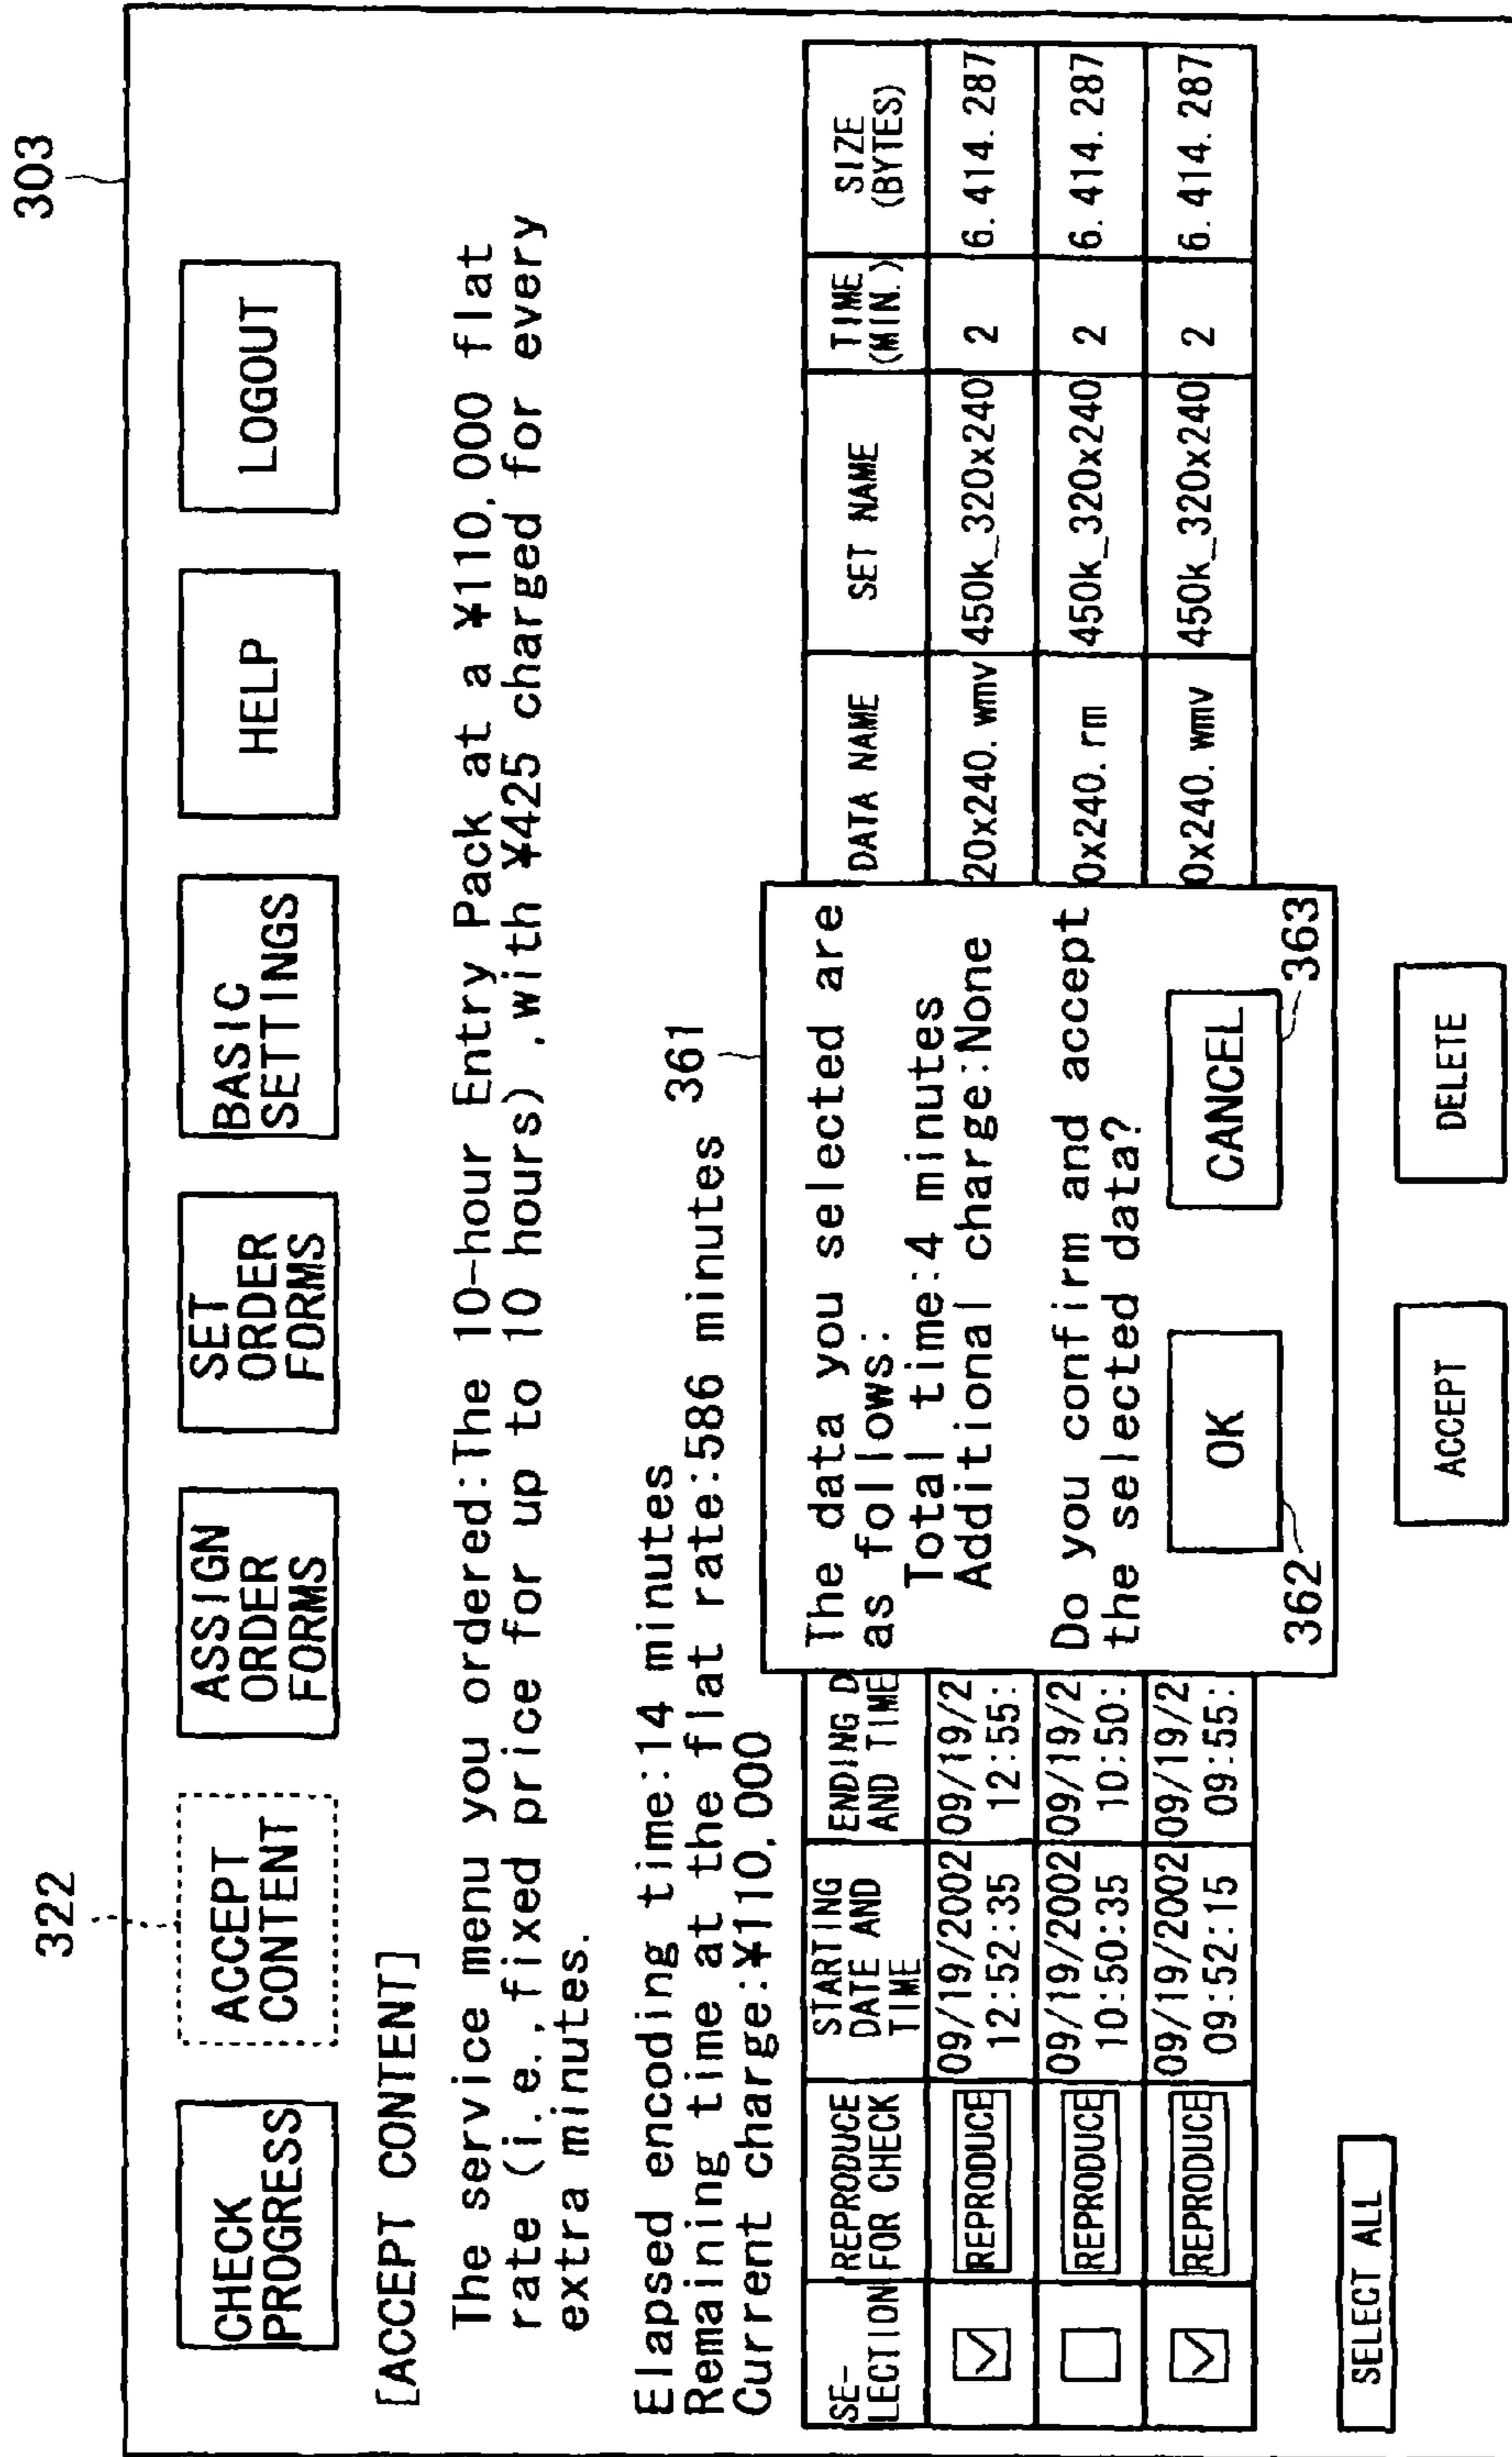 303
322
CHECK
PROGRESS
ACCEPT
CONTENT
ASSIGN
ORDER
FORMS
SET
ORDER
FORMS
BASIC
SETTINGS
HELP
LOGOUT
[ACCEPT CONTENT]
The service menu you ordered:The 10-hour Entry Pack at a ¥110,000 flat
rate (i.e.,fixed price for up to 10 hours) ,with ¥425 charged for every
extra minutes.
Elapsed encoding time:14 minutes
Remaining time at the flat rate:586 minutes
Current charge:¥110,000
361
SE-
LECTION
REPRODUCE
FOR CHECK
STARTING
DATE AND
TIME
ENDING D
AND TIME
DATA NAME
SET NAME
TIME
(MIN.)
SIZE
(BYTES)
REPRODUCE
09/19/2002
12:52:35
09/19/2
12:55:
20x240.wmv
450k_320x240
2
6.414.287
REPRODUCE
09/19/2002
10:50:35
09/19/2
10:50:
0x240.rm
450k_320x240
2
6.414.287
REPRODUCE
09/19/2002
09:52:15
09/19/2
09:55:
0x240.wmv
450k_320x240
2
6.414.287
The data you selected are
as follows:
Total time:4 minutes
Additional charge:None
Do you confirm and accept
the selected data?
OK
CANCEL
362
363
SELECT ALL
ACCEPT
DELETE